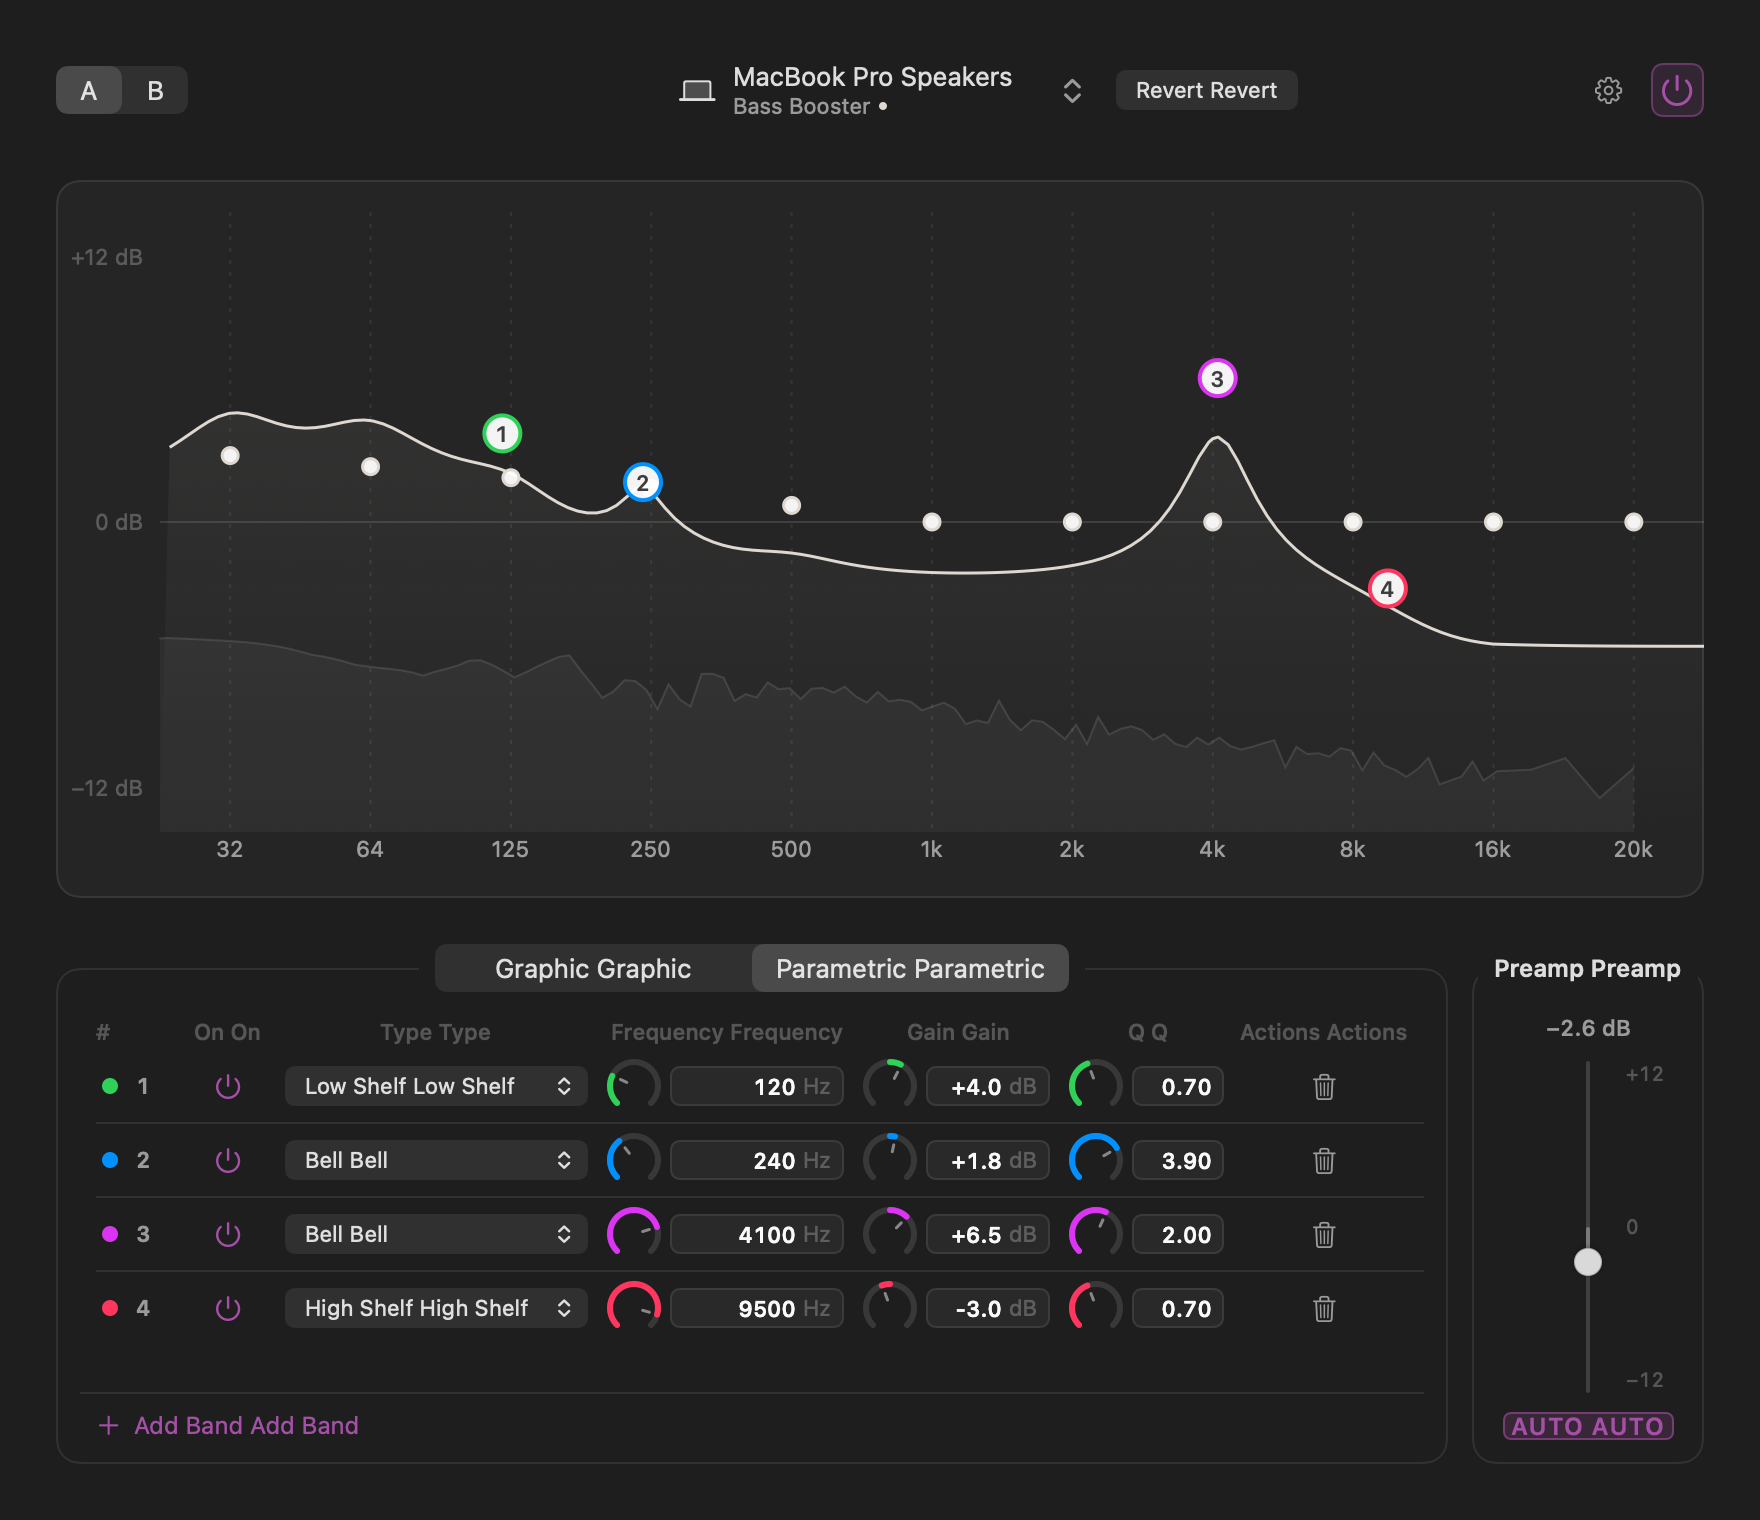 A B
MacBook Pro Speakers
Bass Booster •
Revert Revert
+12 dB
0 dB
−12 dB
1
2
3
4
32 64 125 250 500 1k 2k 4k 8k 16k 20k
Graphic Graphic Parametric Parametric
# On On Type Type Frequency Frequency Gain Gain Q Q Actions Actions
1 Low Shelf Low Shelf 120 Hz +4.0 dB 0.70
2 Bell Bell 240 Hz +1.8 dB 3.90
3 Bell Bell 4100 Hz +6.5 dB 2.00
4 High Shelf High Shelf 9500 Hz -3.0 dB 0.70
+ Add Band Add Band
Preamp Preamp
−2.6 dB
+12
0
−12
AUTO AUTO